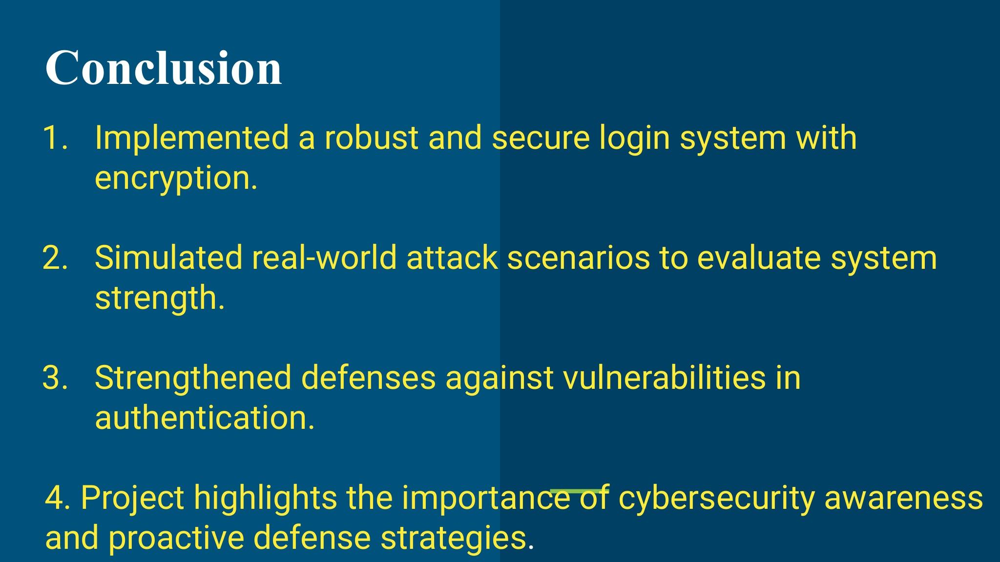 Conclusion
1. Implemented a robust and secure login system with
encryption.
2. Simulated real-world attack scenarios to evaluate system
strength.
3. Strengthened defenses against vulnerabilities in
authentication.
4. Project highlights the importance of cybersecurity awareness
and proactive defense strategies.